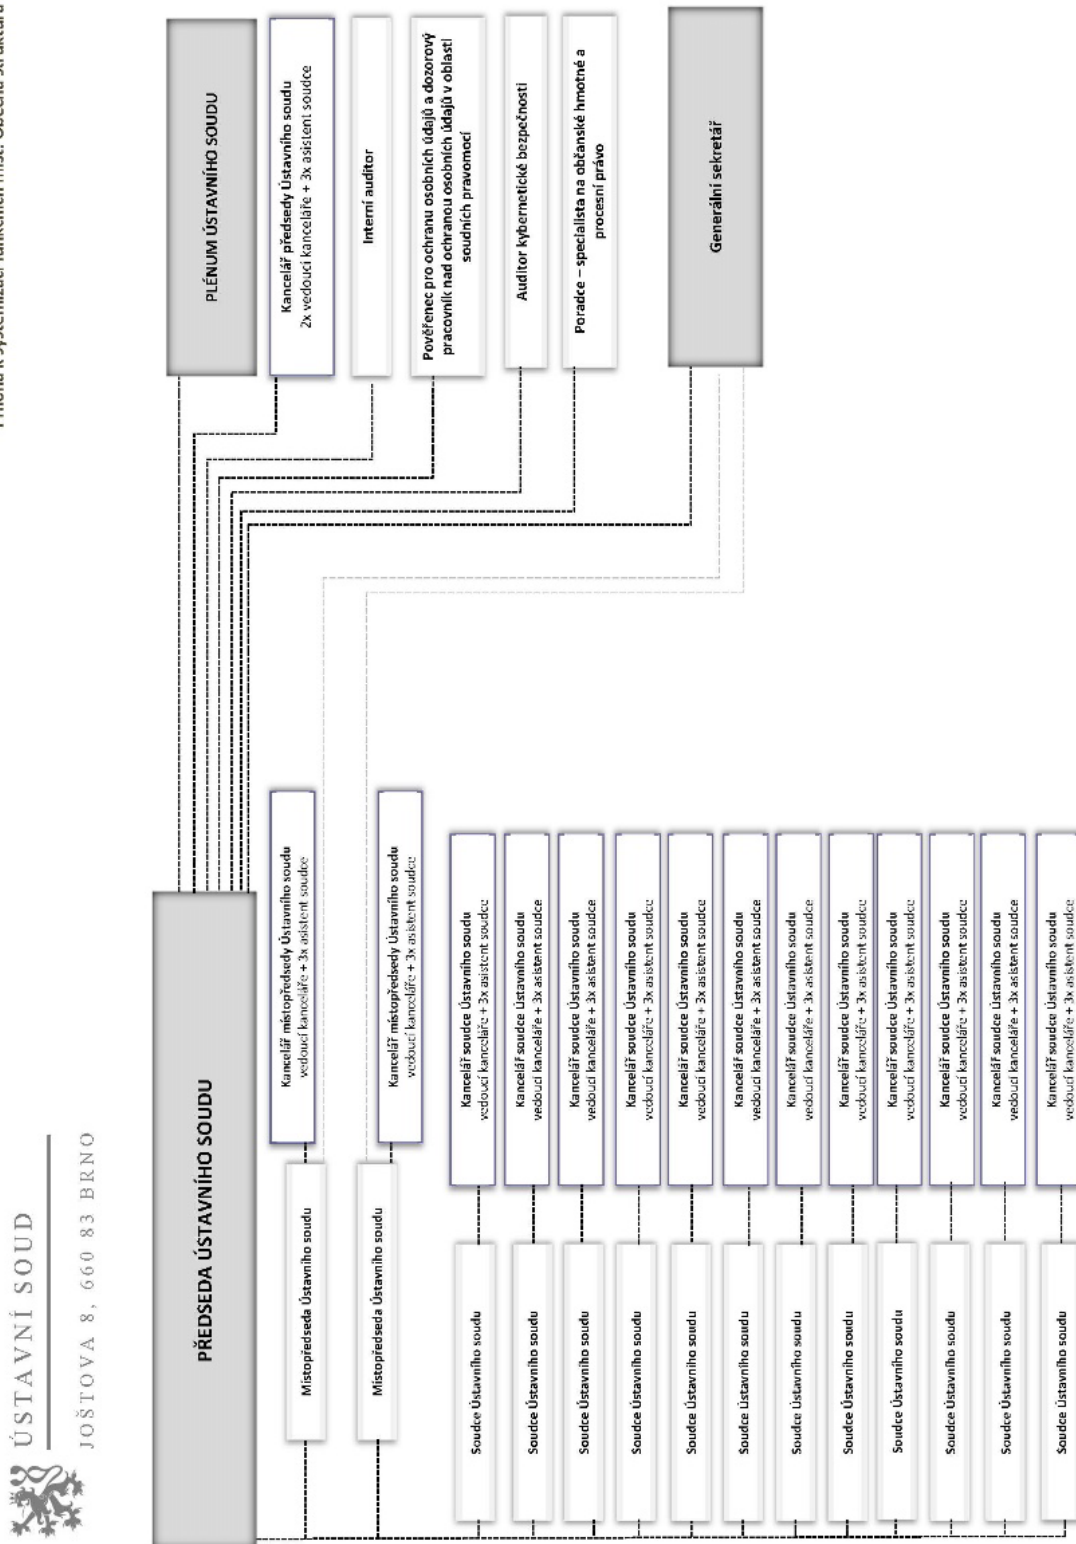 ÚSTAVNÍ SOUD
JOŠTOVA 8, 660 83 BRNO
PŘEDSEDA ÚSTAVNÍHO SOUDU
PLÉNUM ÚSTAVNÍHO SOUDU
Kancelář předsedy Ústavního soudu
2x vedoucí kanceláře + 3x asistent soudce
Interní auditor
Pověřenec pro ochranu osobních údajů a dozorový
pracovník nad ochranou osobních údajů v oblasti
soudních pravomocí
Auditor kybernetické bezpečnosti
Poradce – specialista na občanské hmotné a
procesní právo
Generální sekretář
Místopředseda Ústavního soudu
Kancelář místopředsedy Ústavního soudu
vedoucí kanceláře + 3x asistent soudce
Místopředseda Ústavního soudu
Kancelář místopředsedy Ústavního soudu
vedoucí kanceláře + 3x asistent soudce
Soudce Ústavního soudu
Kancelář soudce Ústavního soudu
vedoucí kanceláře + 3x asistent soudce
Soudce Ústavního soudu
Kancelář soudce Ústavního soudu
vedoucí kanceláře + 3x asistent soudce
Soudce Ústavního soudu
Kancelář soudce Ústavního soudu
vedoucí kanceláře + 3x asistent soudce
Soudce Ústavního soudu
Kancelář soudce Ústavního soudu
vedoucí kanceláře + 3x asistent soudce
Soudce Ústavního soudu
Kancelář soudce Ústavního soudu
vedoucí kanceláře + 3x asistent soudce
Soudce Ústavního soudu
Kancelář soudce Ústavního soudu
vedoucí kanceláře + 3x asistent soudce
Soudce Ústavního soudu
Kancelář soudce Ústavního soudu
vedoucí kanceláře + 3x asistent soudce
Soudce Ústavního soudu
Kancelář soudce Ústavního soudu
vedoucí kanceláře + 3x asistent soudce
Soudce Ústavního soudu
Kancelář soudce Ústavního soudu
vedoucí kanceláře + 3x asistent soudce
Soudce Ústavního soudu
Kancelář soudce Ústavního soudu
vedoucí kanceláře + 3x asistent soudce
Soudce Ústavního soudu
Kancelář soudce Ústavního soudu
vedoucí kanceláře + 3x asistent soudce
Soudce Ústavního soudu
Kancelář soudce Ústavního soudu
vedoucí kanceláře + 3x asistent soudce